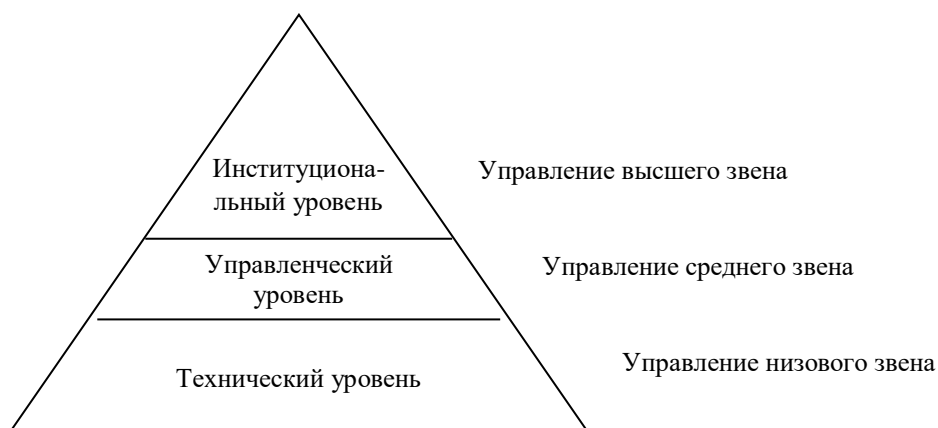 Институциона-
льный уровень
Управление высшего звена
Управленческий
уровень
Управление среднего звена
Технический уровень
Управление низового звена